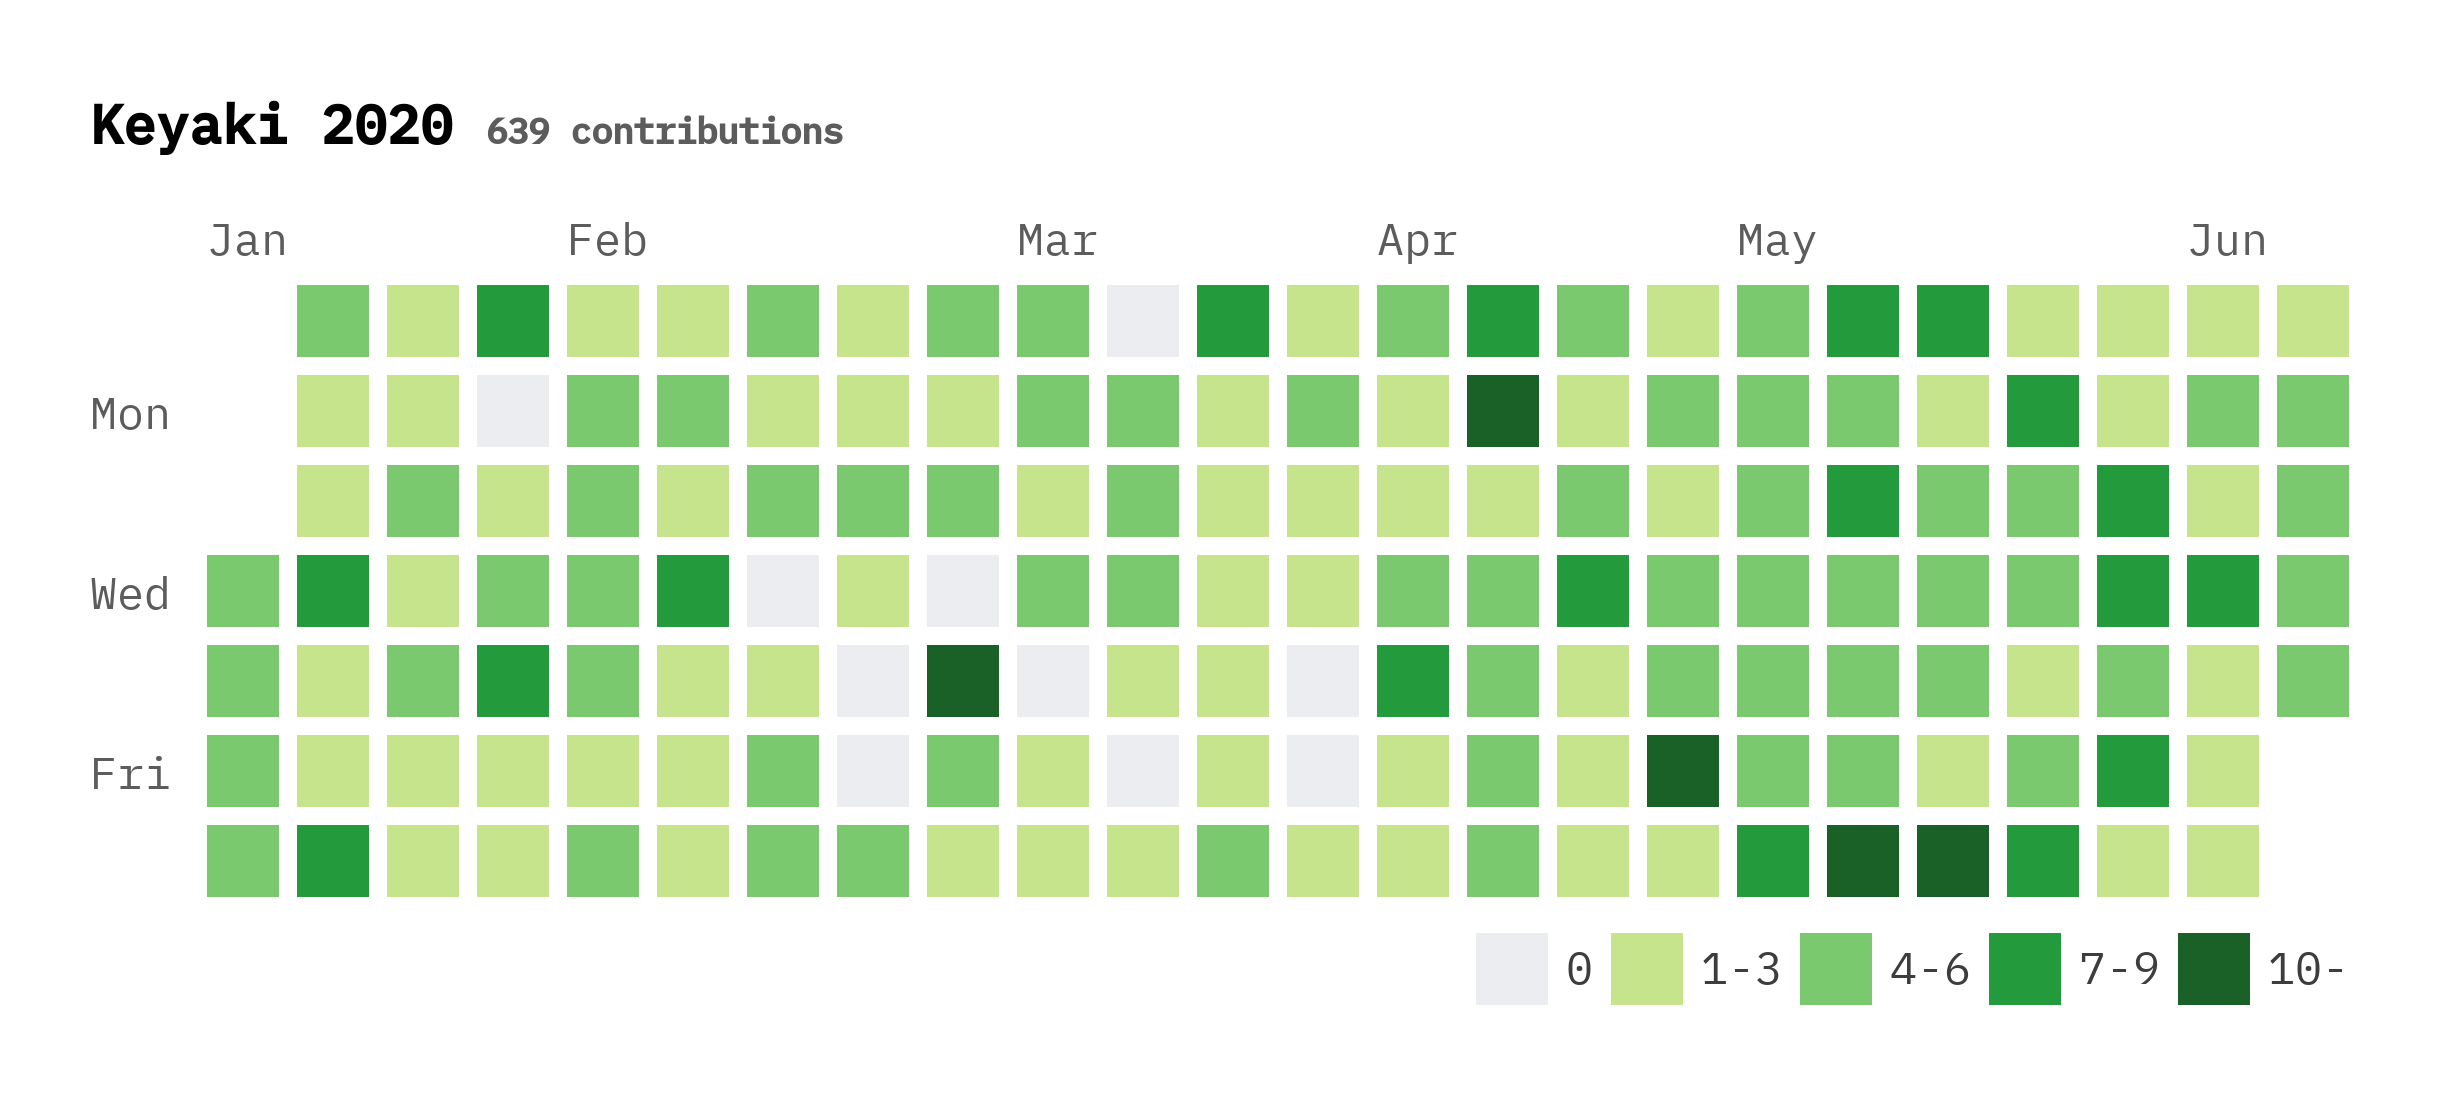 Keyaki 2020 639 contributions
Jan Feb Mar Apr May Jun
Mon
Wed
Fri
0 1-3 4-6 7-9 10-